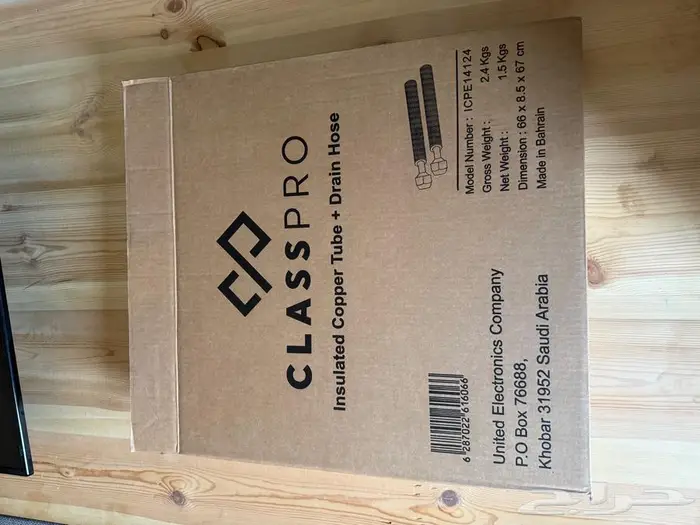 CLASSPRO
Insulated Copper Tube + Drain Hose
Model Number : ICPE14124
Gross Weight : 2.4 Kgs
Net Weight : 1.5 Kgs
Dimension : 66 x 8.5 x 67 cm
Made in Bahrain
6 287022 616066
United Electronics Company
P.O Box 76688,
Khobar 31952 Saudi Arabia
حراج